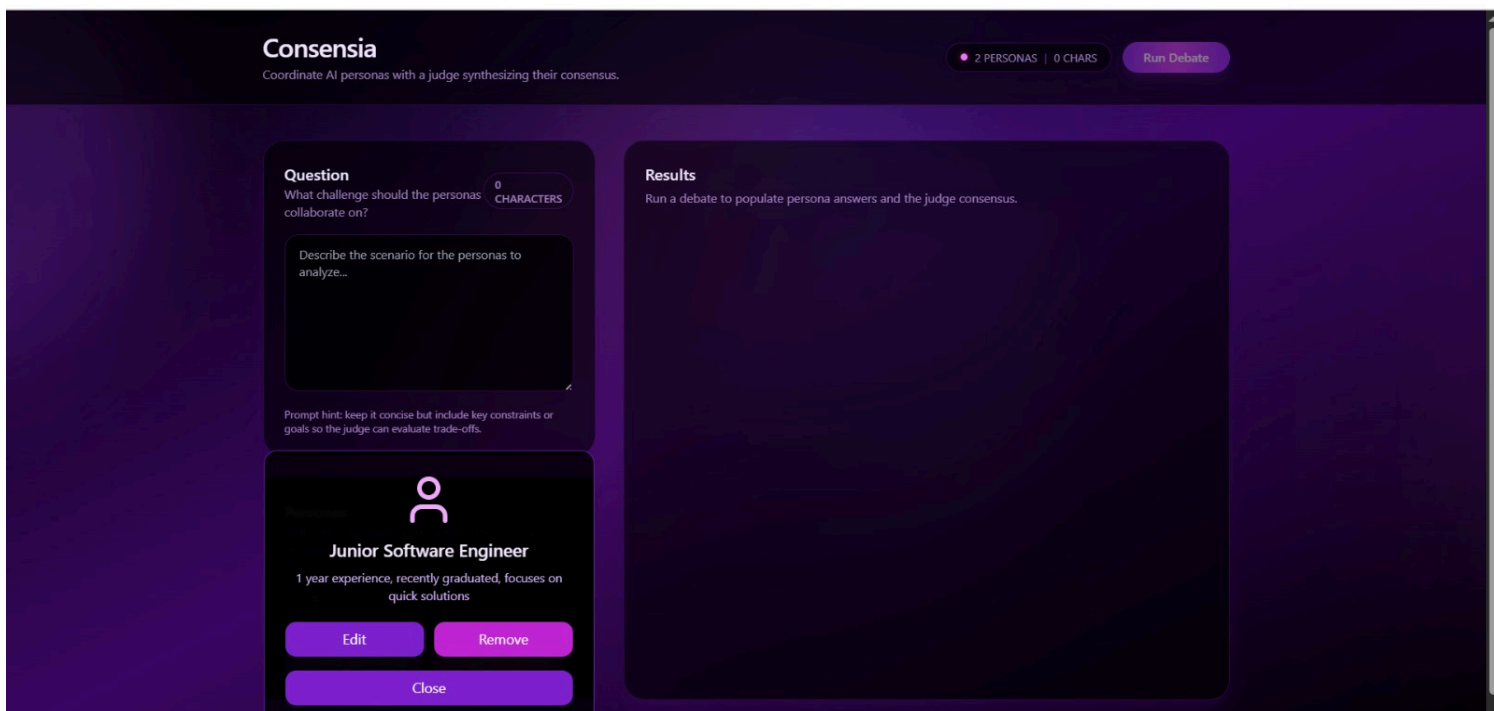 Consensia
Coordinate AI personas with a judge synthesizing their consensus.
2 PERSONAS | 0 CHARS
Run Debate
Question
What challenge should the personas
collaborate on?
0
CHARACTERS
Describe the scenario for the personas to
analyze...
Prompt hint: keep it concise but include key constraints or
goals so the judge can evaluate trade-offs.
Junior Software Engineer
1 year experience, recently graduated, focuses on
quick solutions
Edit
Remove
Close
Results
Run a debate to populate persona answers and the judge consensus.